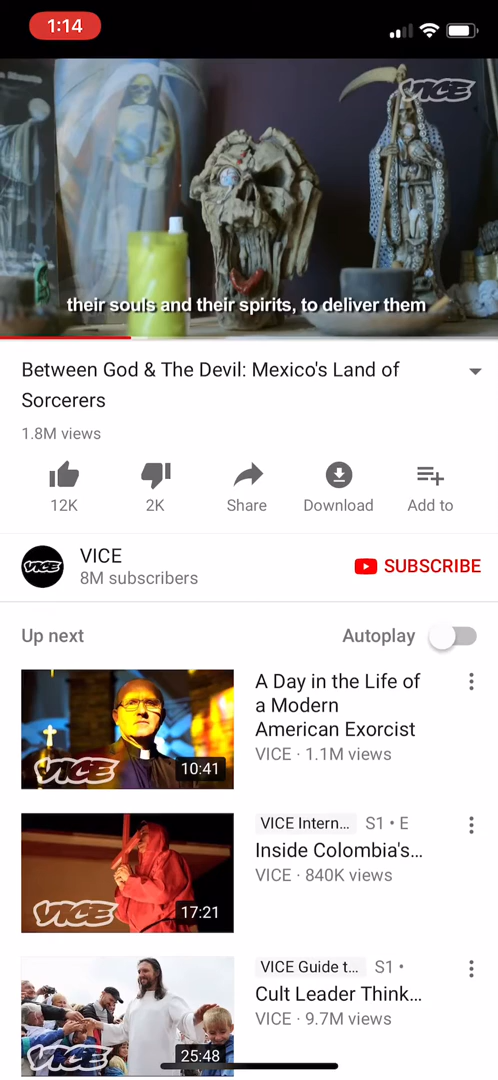 1:14
VICE
their souls and their spirits, to deliver them
Between God & The Devil: Mexico's Land of
Sorcerers
1.8M views
12K
2K
Share
Download
Add to
VICE
VICE
8M subscribers
SUBSCRIBE
Up next
Autoplay
VICE
10:41
A Day in the Life of
a Modern
American Exorcist
VICE · 1.1M views
VICE
17:21
VICE Intern... S1 • E
Inside Colombia's...
VICE · 840K views
VICE
25:48
VICE Guide t... S1 •
Cult Leader Think...
VICE · 9.7M views